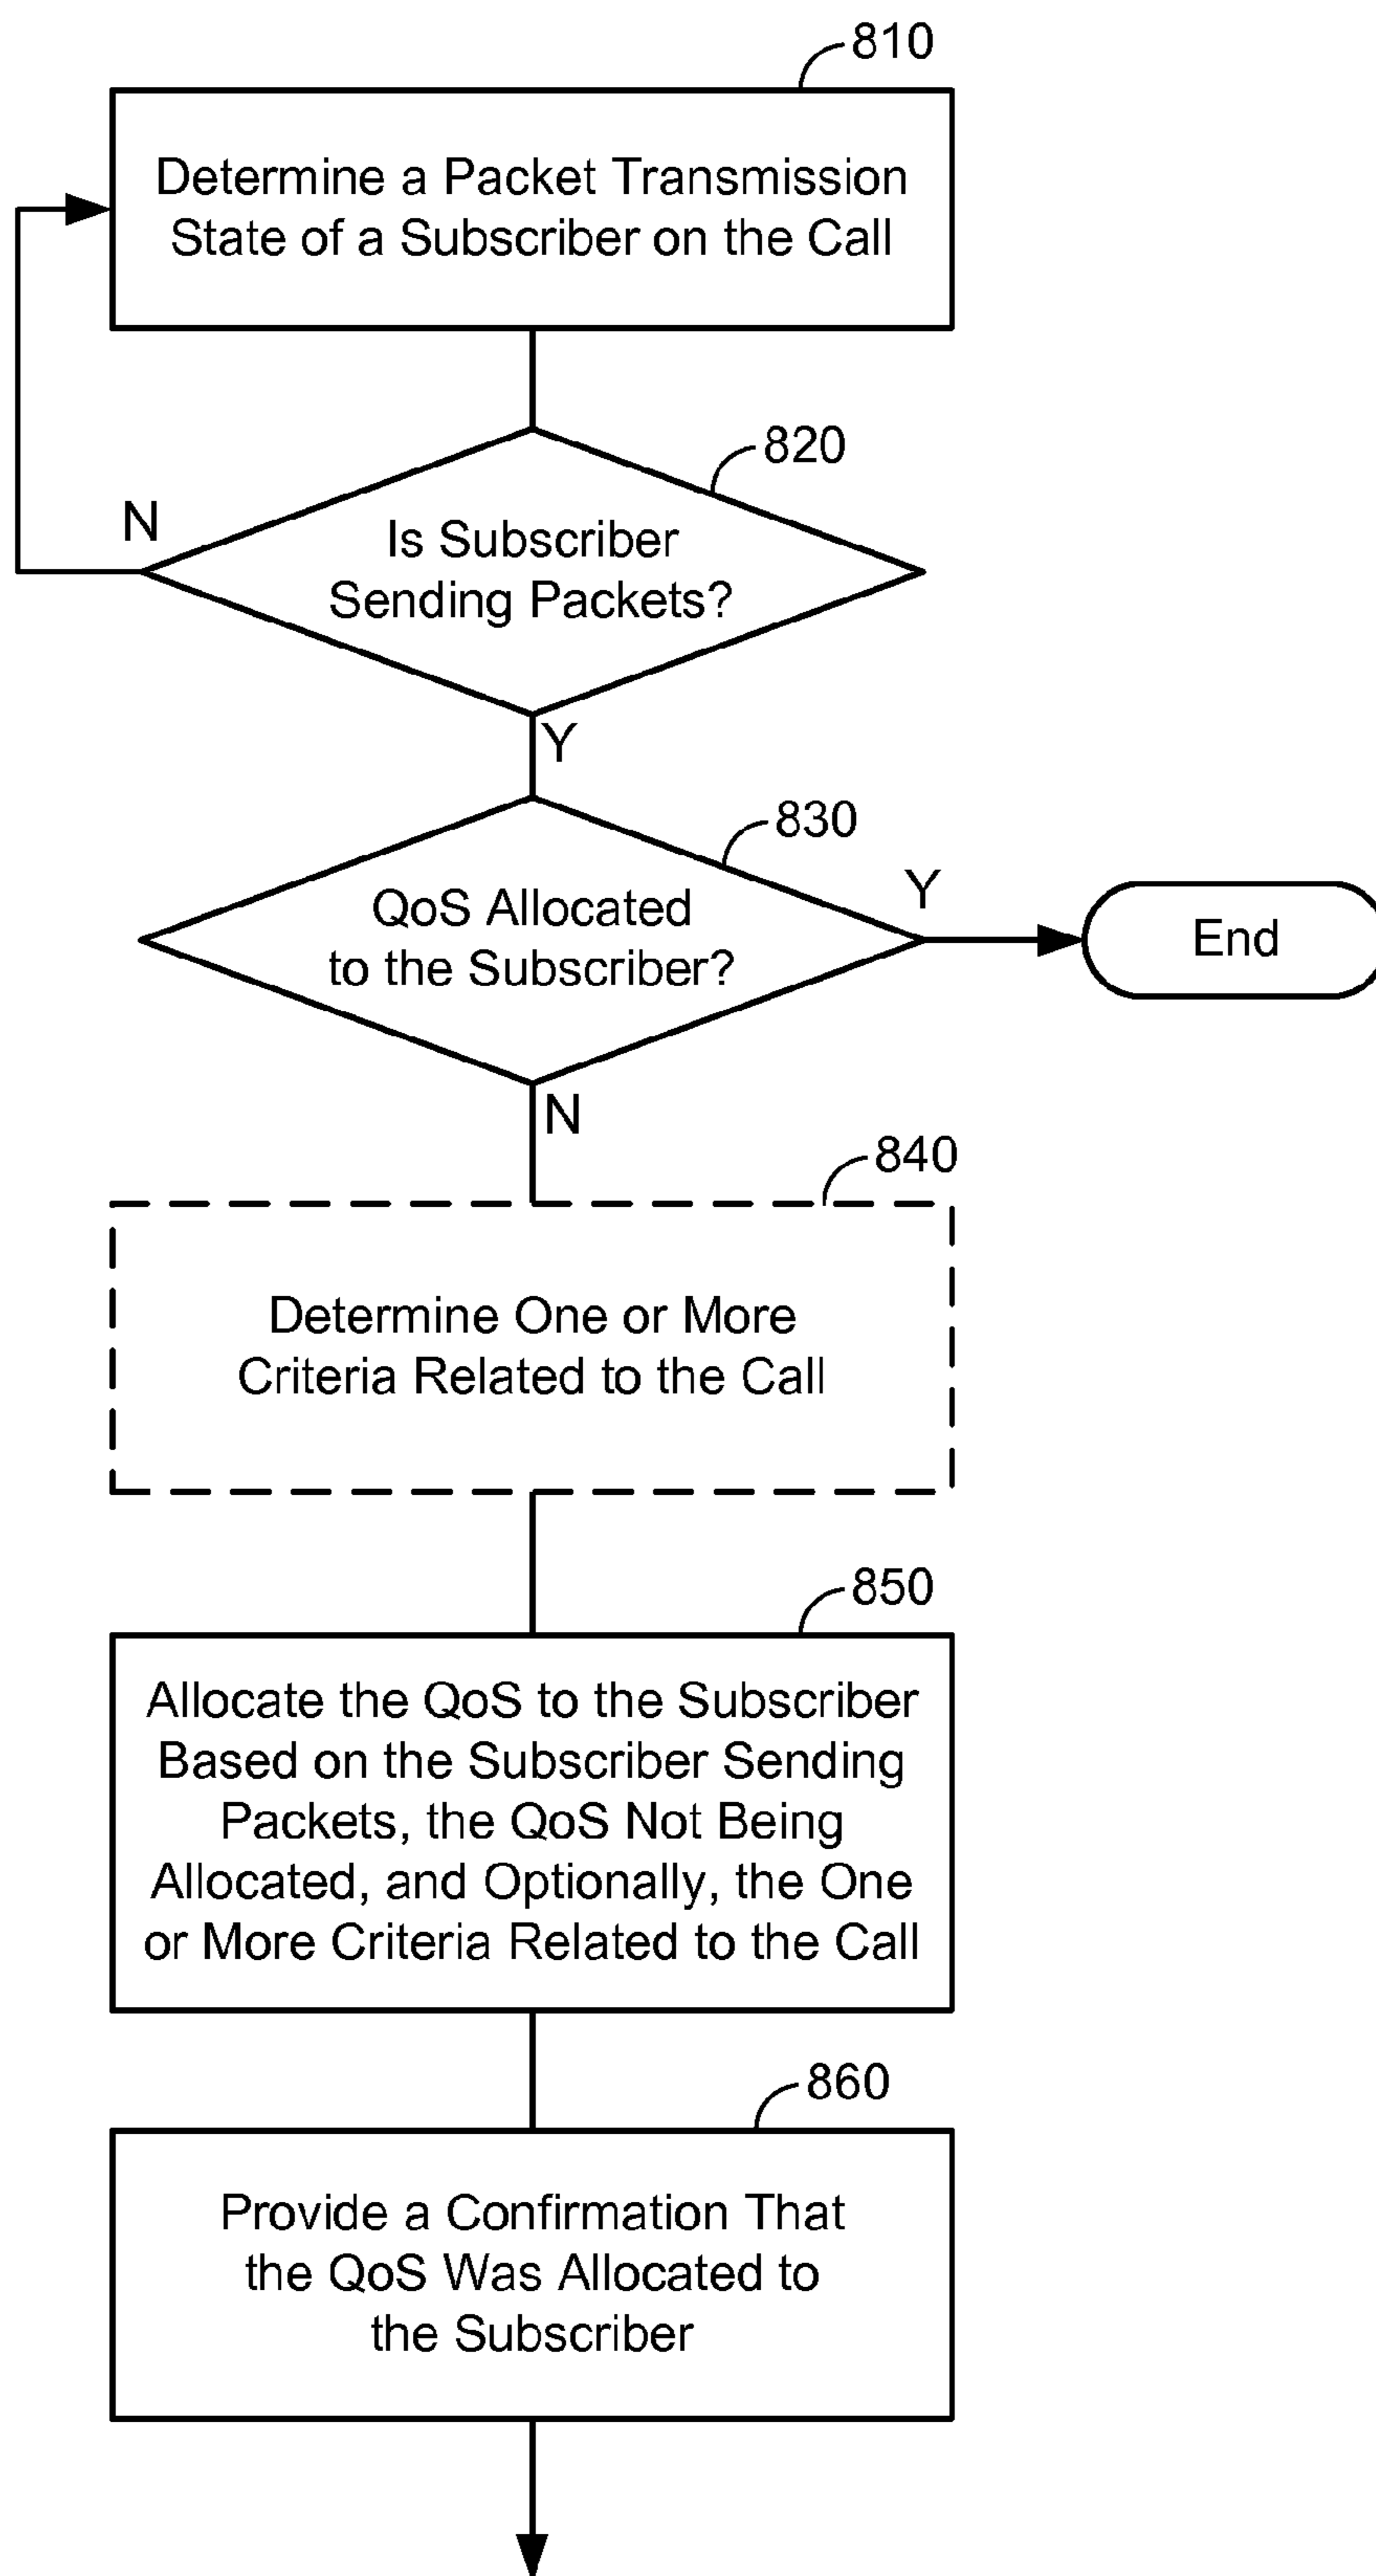 810
Determine a Packet Transmission
State of a Subscriber on the Call
820
N
Is Subscriber
Sending Packets?
Y
830
QoS Allocated
to the Subscriber?
Y
End
N
840
Determine One or More
Criteria Related to the Call
850
Allocate the QoS to the Subscriber
Based on the Subscriber Sending
Packets, the QoS Not Being
Allocated, and Optionally, the One
or More Criteria Related to the Call
860
Provide a Confirmation That
the QoS Was Allocated to
the Subscriber